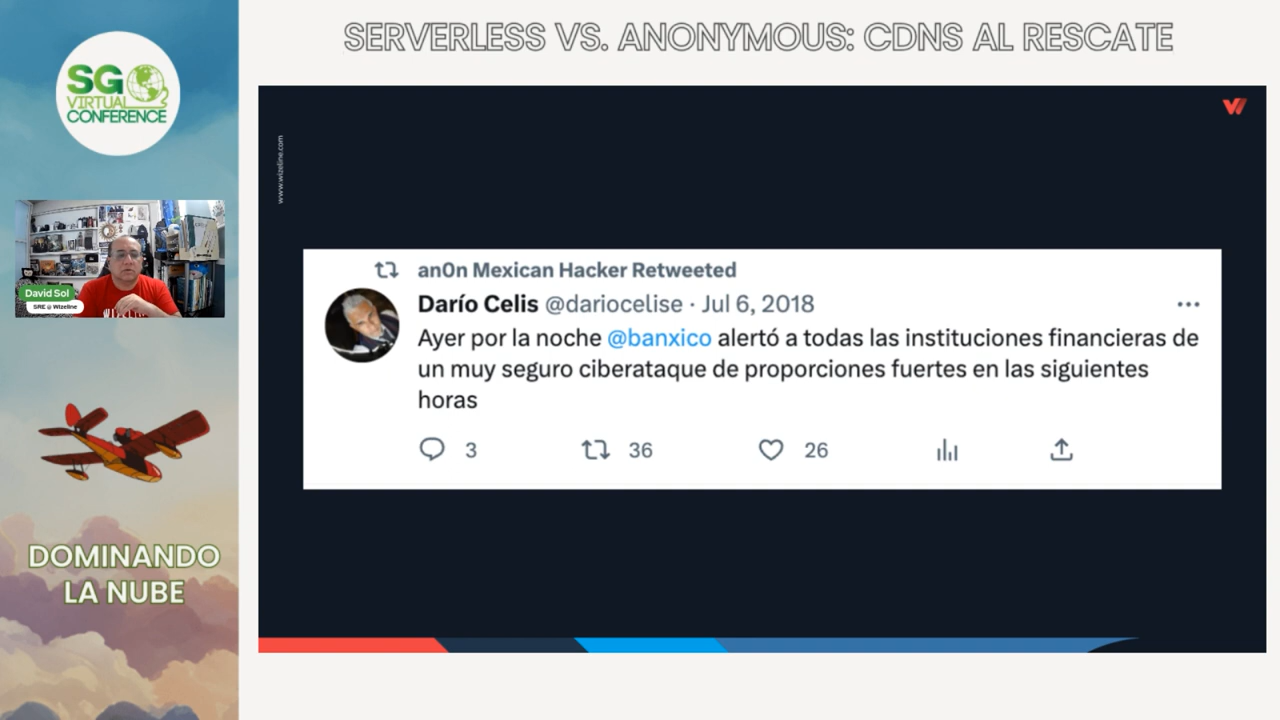 SERVERLESS VS. ANONYMOUS: CDNS AL RESCATE
SG
VIRTUAL
CONFERENCE
David Sol
SRE @ Wizeline
DOMINANDO
LA NUBE
www.wizeline.com
an0n Mexican Hacker Retweeted
Darío Celis @dariocelise · Jul 6, 2018
Ayer por la noche @banxico alertó a todas las instituciones financieras de
un muy seguro ciberataque de proporciones fuertes en las siguientes
horas
3 36 26